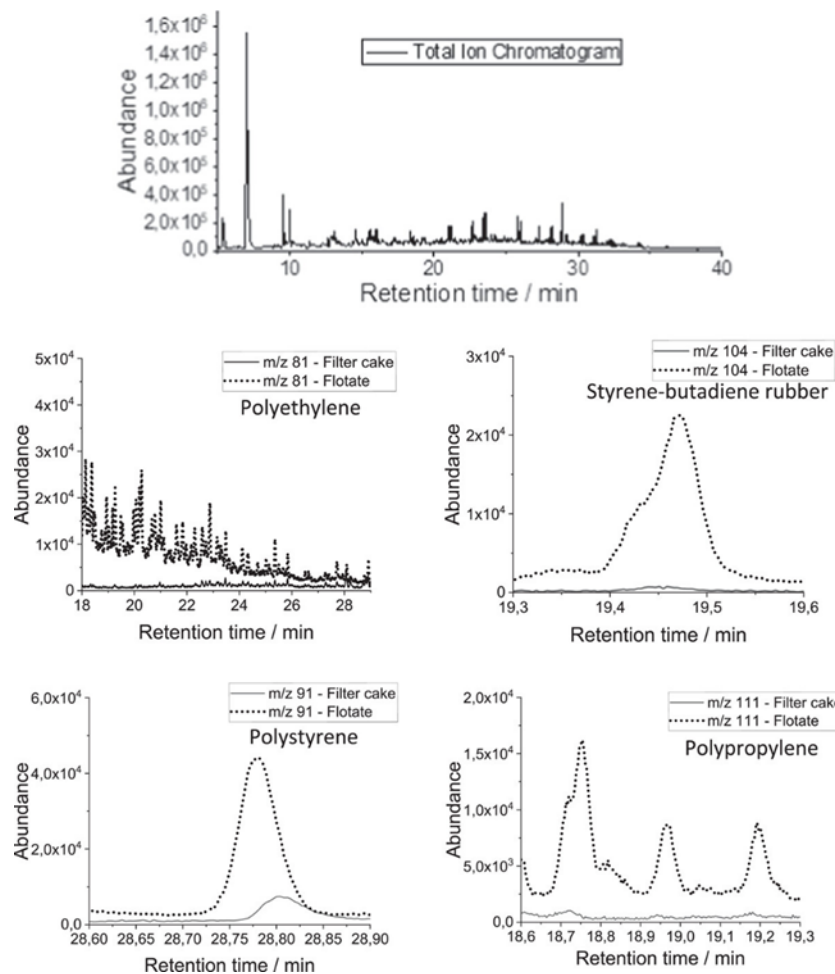 1,6x10⁶
1,4x10⁶
1,2x10⁶
1,0x10⁶
8,0x10⁵
6,0x10⁵
4,0x10⁵
2,0x10⁵
0,0
Abundance
Total Ion Chromatogram
10
20
30
40
Retention time / min
5x10⁴
4x10⁴
3x10⁴
2x10⁴
1x10⁴
0
Abundance
m/z 81 - Filter cake
m/z 81 - Flotate
Polyethylene
18
20
22
24
26
28
Retention time / min
3x10⁴
2x10⁴
1x10⁴
0
Abundance
m/z 104 - Filter cake
m/z 104 - Flotate
Styrene-butadiene rubber
19,3
19,4
19,5
19,6
Retention time / min
6,0x10⁴
4,0x10⁴
2,0x10⁴
0,0
Abundance
m/z 91 - Filter cake
m/z 91 - Flotate
Polystyrene
28,60
28,65
28,70
28,75
28,80
28,85
28,90
Retention time / min
2,0x10⁴
1,5x10⁴
1,0x10⁴
5,0x10³
0,0
Abundance
m/z 111 - Filter cake
m/z 111 - Flotate
Polypropylene
18,6
18,7
18,8
18,9
19,0
19,1
19,2
19,3
Retention time / min